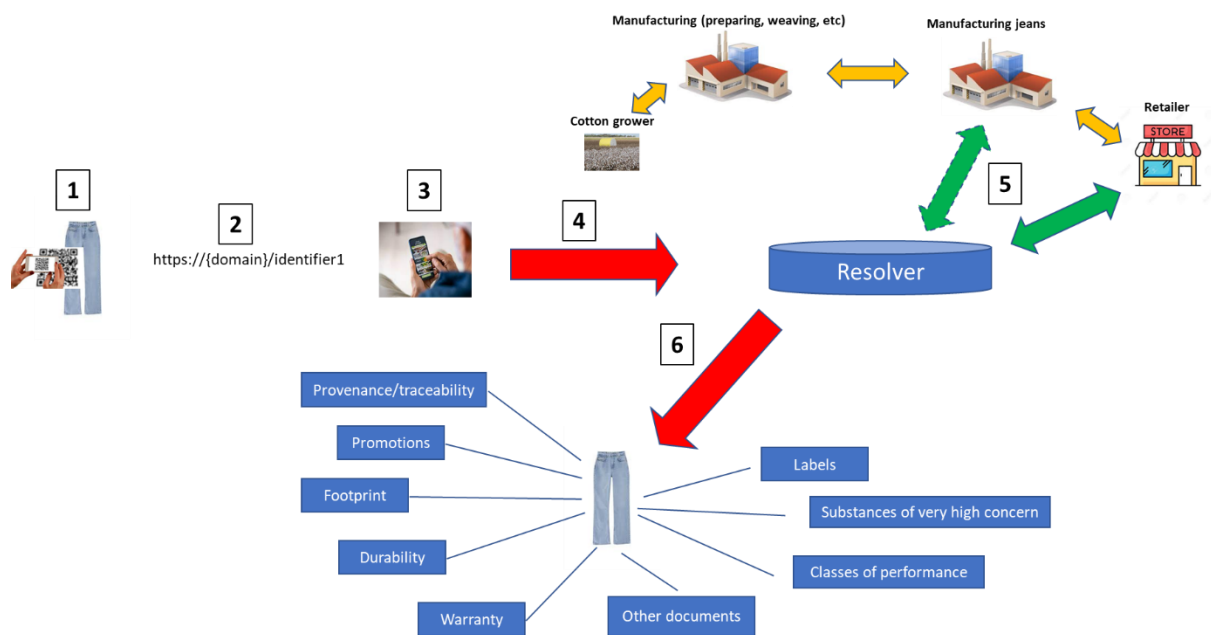 Manufacturing (preparing, weaving, etc)
Manufacturing jeans
Cotton grower
Retailer
STORE
1
2
3
4
5
https://{domain}/identifier1
Resolver
6
Provenance/traceability
Promotions
Footprint
Durability
Warranty
Labels
Substances of very high concern
Classes of performance
Other documents